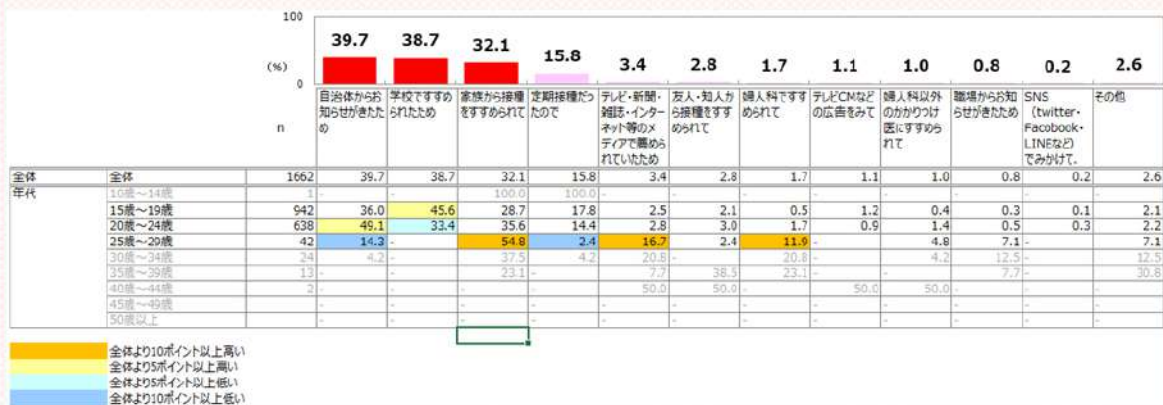 100
39.7 38.7 32.1 15.8 3.4 2.8 1.7 1.1 1.0 0.8 0.2 2.6
(%)
0
n
自治体からお知らせがきたため
学校ですすめられたため
家族から接種をすすめられて
定期接種だったので
テレビ・新聞・雑誌・インターネット等のメディアで薦められていたため
友人・知人から接種をすすめられて
婦人科ですすめられて
テレビCMなどの広告をみて
婦人科以外のかかりつけ医にすすめられて
職場からお知らせがきたため
SNS(twitter・Facobook・LINEなど)でみかけて。
その他
全体 全体 1662 39.7 38.7 32.1 15.8 3.4 2.8 1.7 1.1 1.0 0.8 0.2 2.6
年代 10歳~14歳 1 - - 100.0 100.0 - - - - - - - -
15歳~19歳 942 36.0 45.6 28.7 17.8 2.5 2.1 0.5 1.2 0.4 0.3 0.1 2.1
20歳~24歳 638 49.1 33.4 35.6 14.4 2.8 3.0 1.7 0.9 1.4 0.5 0.3 2.2
25歳~29歳 42 14.3 - 54.8 2.4 16.7 2.4 11.9 - 4.8 7.1 - 7.1
30歳~34歳 24 4.2 - 37.5 4.2 20.8 - 20.8 - 4.2 12.5 - 12.5
35歳~39歳 13 - - 23.1 - 7.7 38.5 23.1 - - 7.7 - 30.8
40歳~44歳 2 - - - - 50.0 50.0 - 50.0 50.0 - - -
45歳~49歳 - - - - - - - - - - - - -
50歳以上 - - - - - - - - - - - - -
全体より10ポイント以上高い
全体より5ポイント以上高い
全体より5ポイント以上低い
全体より10ポイント以上低い